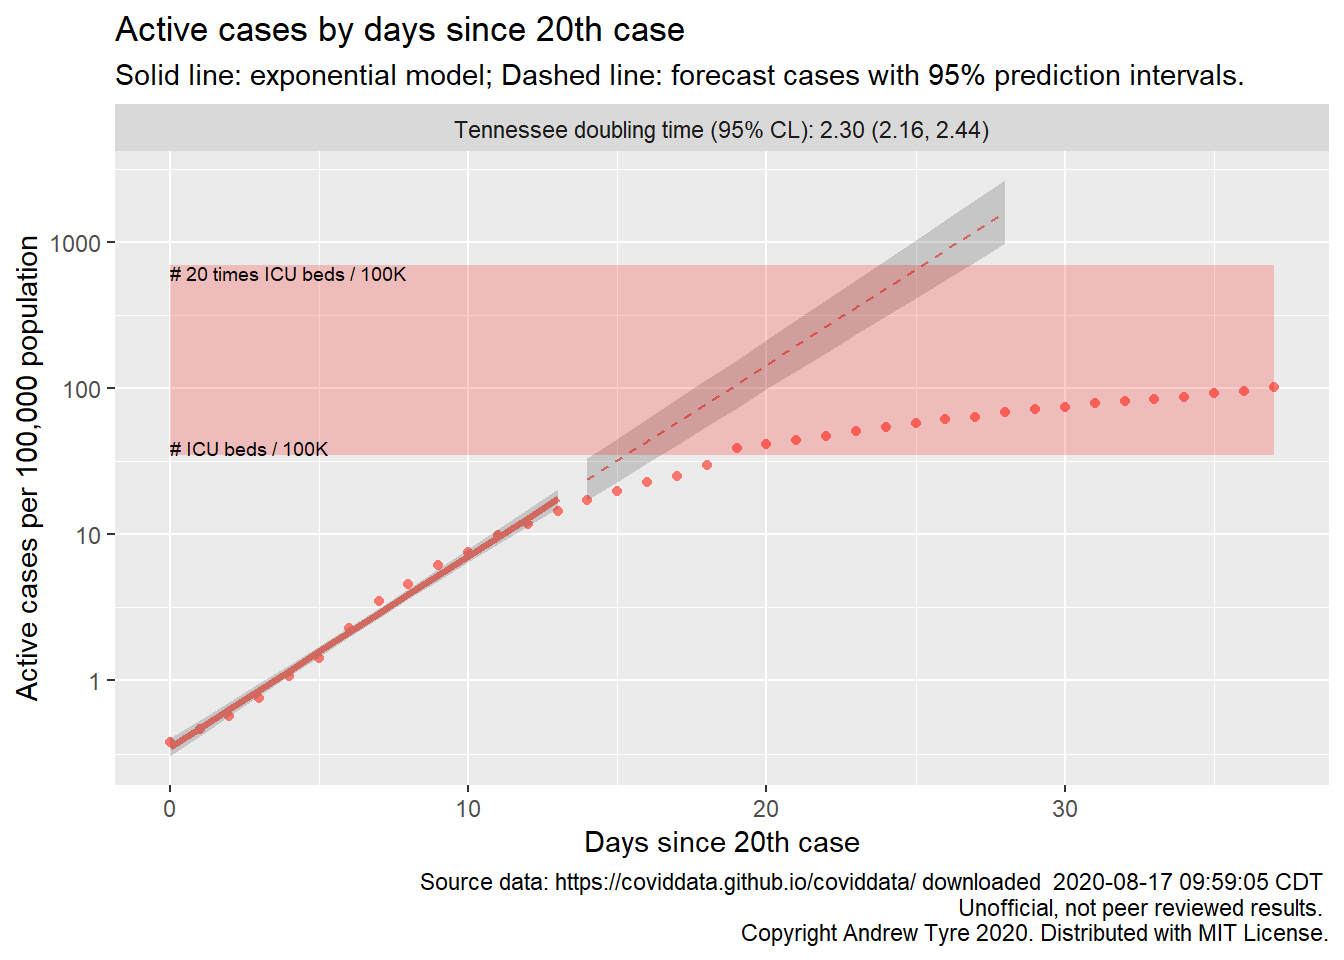 Active cases by days since 20th case
Solid line: exponential model; Dashed line: forecast cases with 95% prediction intervals.
Tennessee doubling time (95% CL): 2.30 (2.16, 2.44)
Active cases per 100,000 population
1000
100
10
1
# 20 times ICU beds / 100K
# ICU beds / 100K
0
10
20
30
Days since 20th case
Source data: https://coviddata.github.io/coviddata/ downloaded  2020-08-17 09:59:05 CDT
Unofficial, not peer reviewed results.
Copyright Andrew Tyre 2020. Distributed with MIT License.